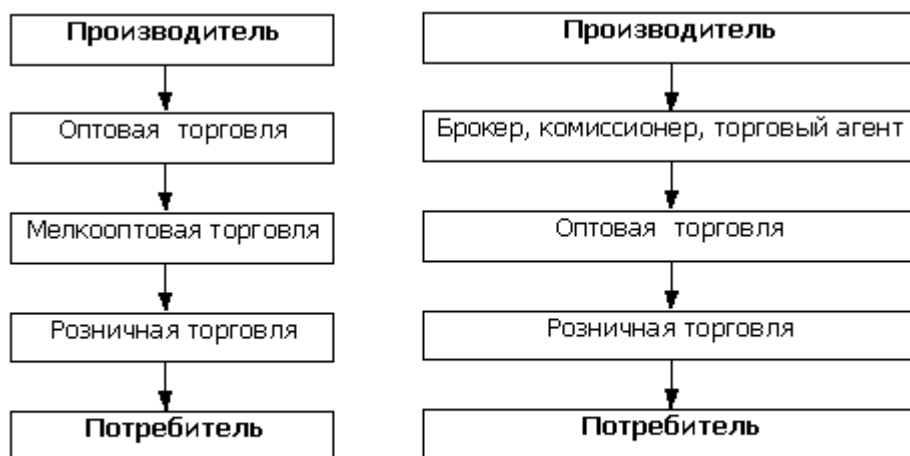 Производитель
Оптовая торговля
Мелкооптовая торговля
Розничная торговля
Потребитель
Производитель
Брокер, комиссионер, торговый агент
Оптовая торговля
Розничная торговля
Потребитель